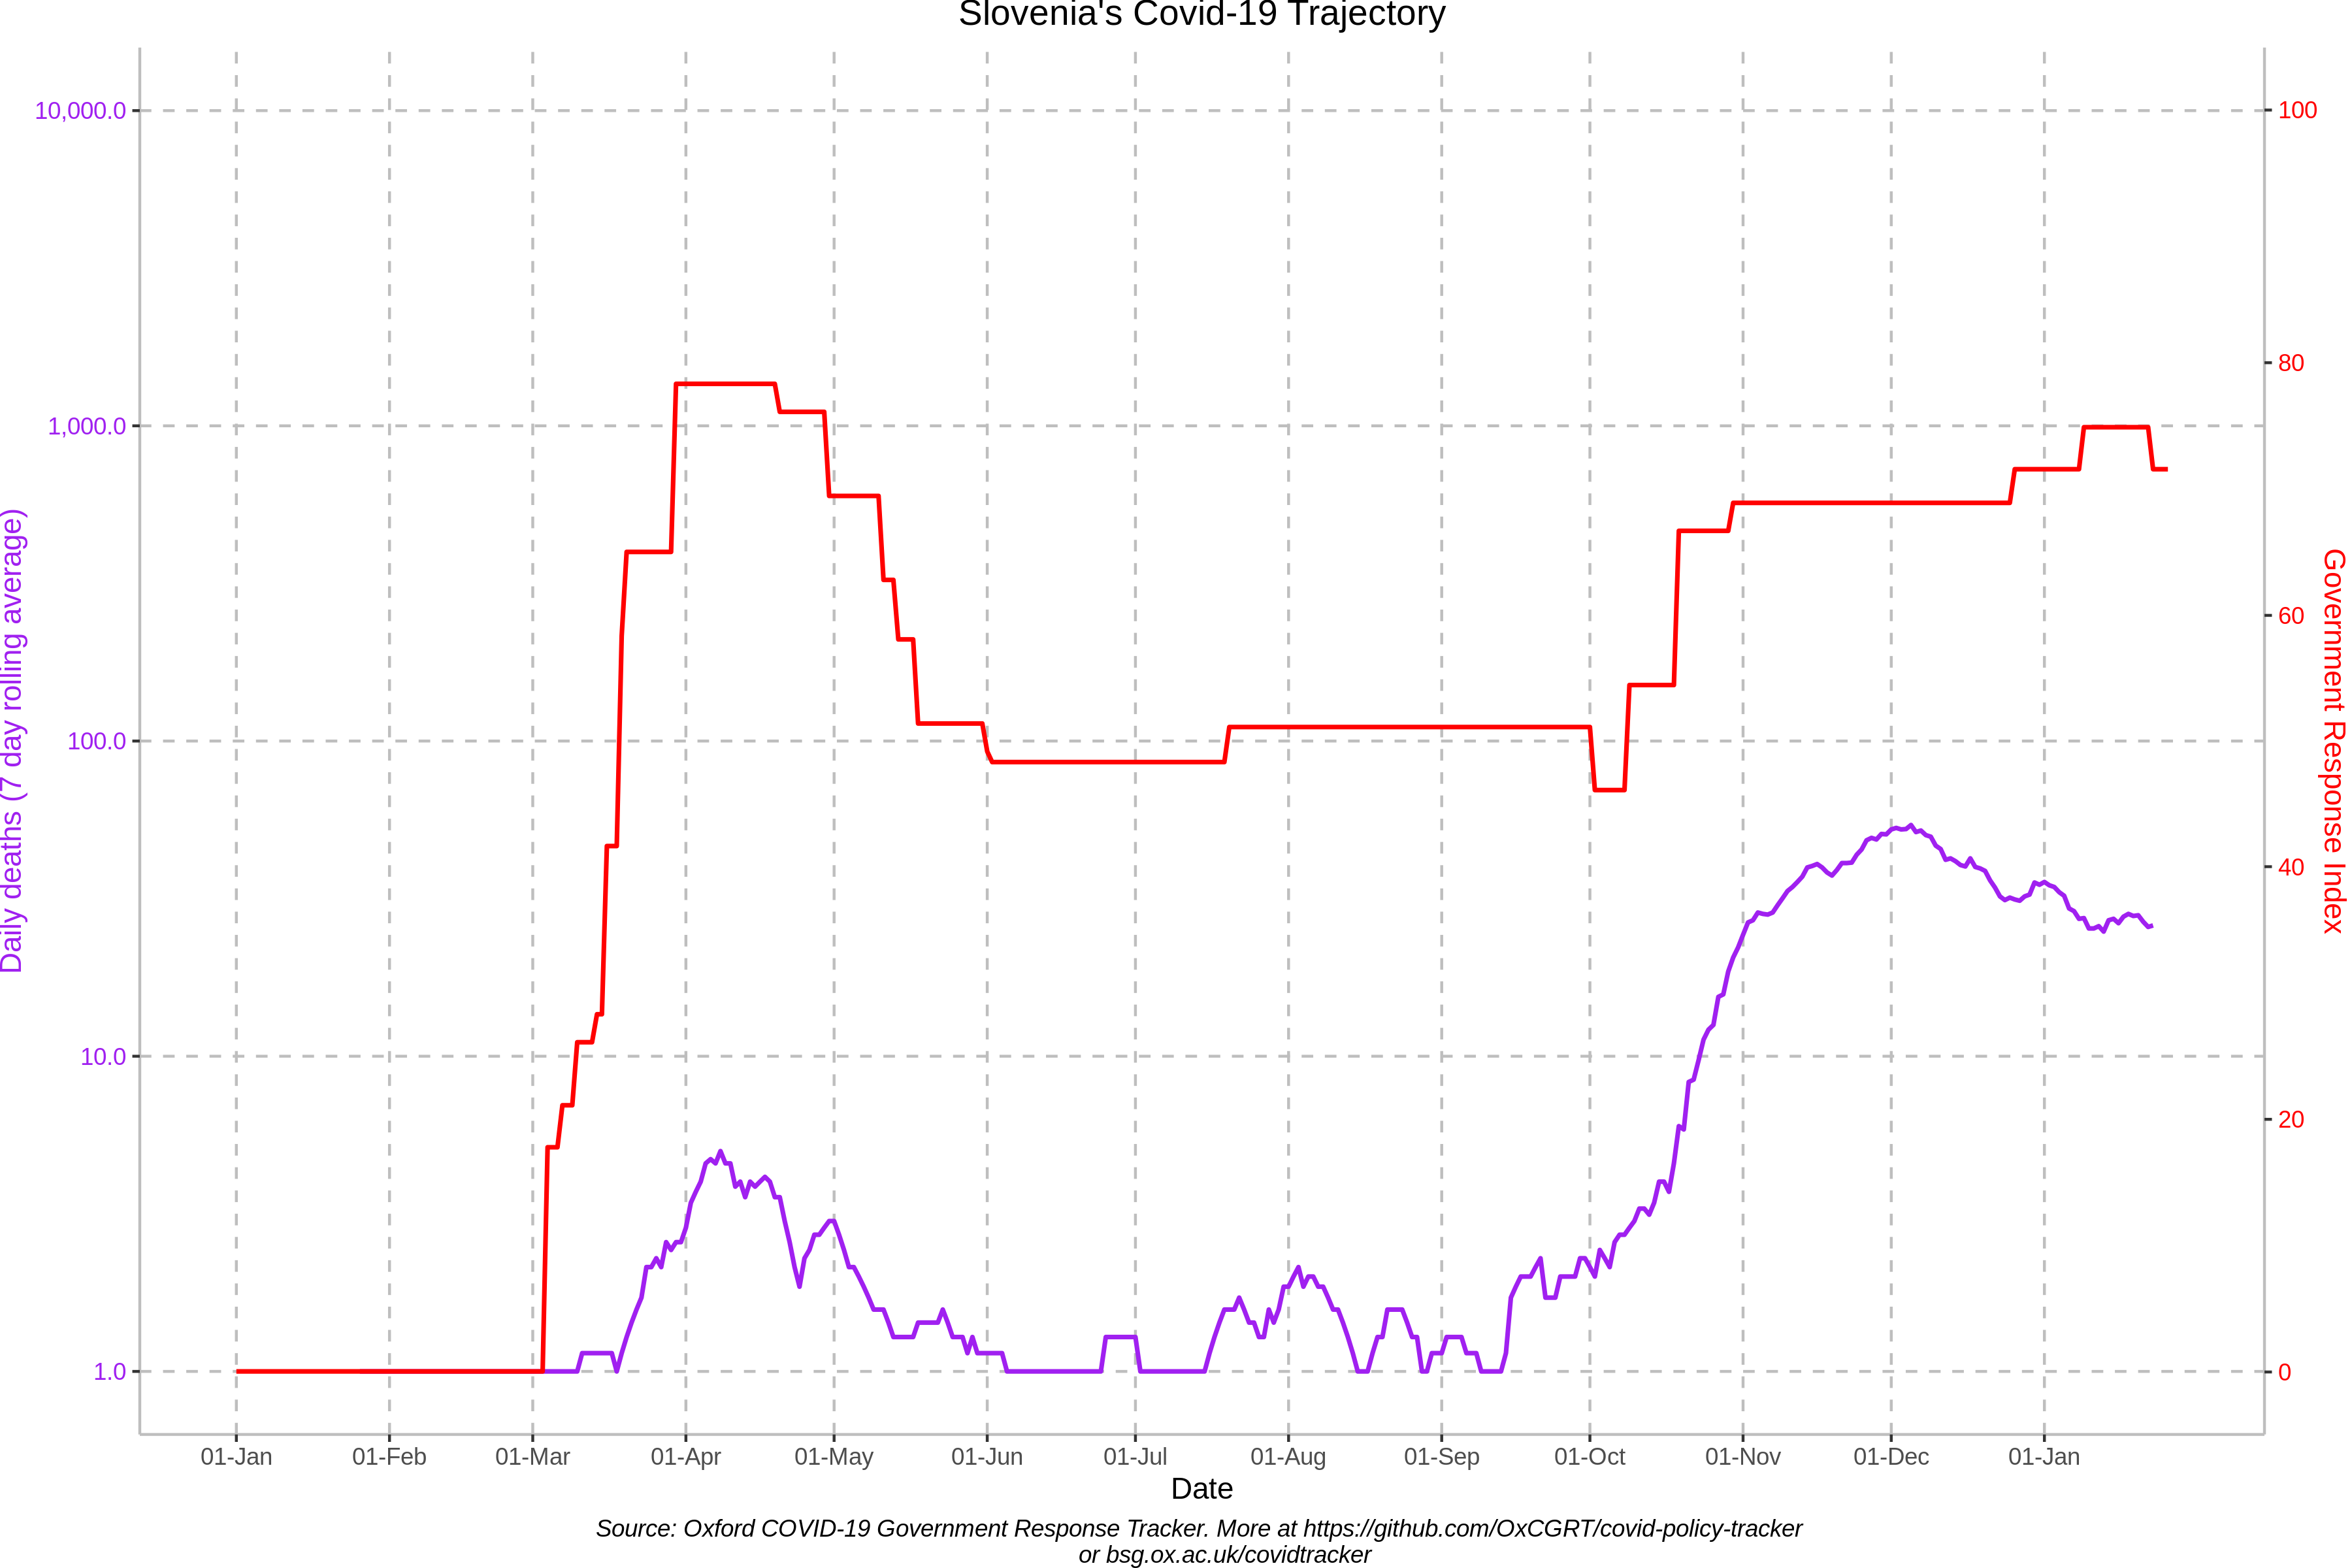 Slovenia's Covid-19 Trajectory
10,000.0
1,000.0
100.0
10.0
1.0
Daily deaths (7 day rolling average)
100
80
60
40
20
0
Government Response Index
01-Jan 01-Feb 01-Mar 01-Apr 01-May 01-Jun 01-Jul 01-Aug 01-Sep 01-Oct 01-Nov 01-Dec 01-Jan
Date
Source: Oxford COVID-19 Government Response Tracker. More at https://github.com/OxCGRT/covid-policy-tracker
or bsg.ox.ac.uk/covidtracker